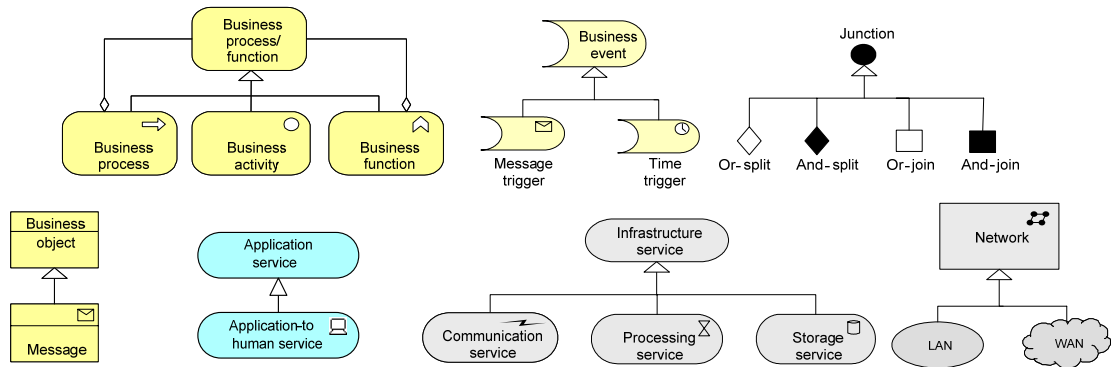 Business
process/
function
Business
process
Business
activity
Business
function
Business
event
Message
trigger
Time
trigger
Junction
Or-split
And-split
Or-join
And-join
Business
object
Message
Application
service
Application-to
human service
Infrastructure
service
Communication
service
Processing
service
Storage
service
Network
LAN
WAN